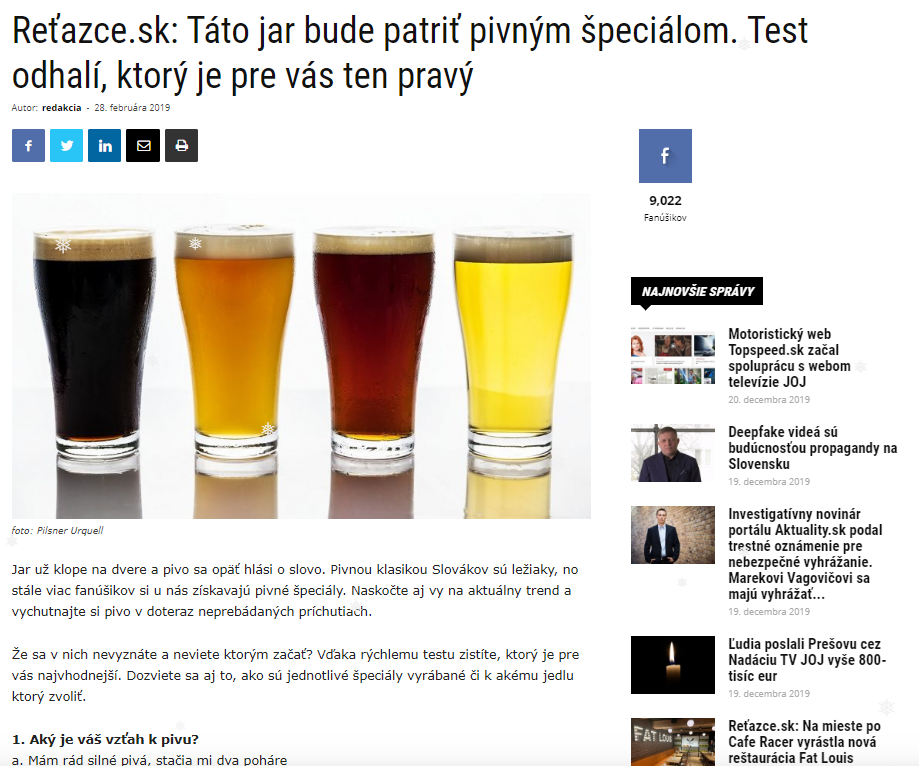 Reťazce.sk: Táto jar bude patriť pivným špeciálom. Test
odhalí, ktorý je pre vás ten pravý
Autor: redakcia - 28. februára 2019
9,022
Fanúšikov
foto: Pilsner Urquell
Jar už klope na dvere a pivo sa opäť hlási o slovo. Pivnou klasikou Slovákov sú ležiaky, no
stále viac fanúšikov si u nás získavajú pivné špeciály. Naskočte aj vy na aktuálny trend a
vychutnajte si pivo v doteraz neprebádaných príchutiach.
Že sa v nich nevyznáte a neviete ktorým začať? Vďaka rýchlemu testu zistíte, ktorý je pre
vás najvhodnejší. Dozviete sa aj to, ako sú jednotlivé špeciály vyrábané či k akému jedlu
ktorý zvoliť.
1. Aký je váš vzťah k pivu?
a. Mám rád silné pivá, stačia mi dva poháre
NAJNOVŠIE SPRÁVY
Motoristický web
Topspeed.sk začal
spoluprácu s webom
televízie JOJ
20. decembra 2019
Deepfake videá sú
budúcnosťou propagandy na
Slovensku
19. decembra 2019
Investigatívny novinár
portálu Aktuality.sk podal
trestné oznámenie pre
nebezpečné vyhrážanie.
Marekovi Vagovičovi sa
majú vyhrážať...
19. decembra 2019
Ľudia poslali Prešovu cez
Nadáciu TV JOJ vyše 800-
tisíc eur
19. decembra 2019
FAT LOUIS
Reťazce.sk: Na mieste po
Cafe Racer vyrástla nová
reštaurácia Fat Louis